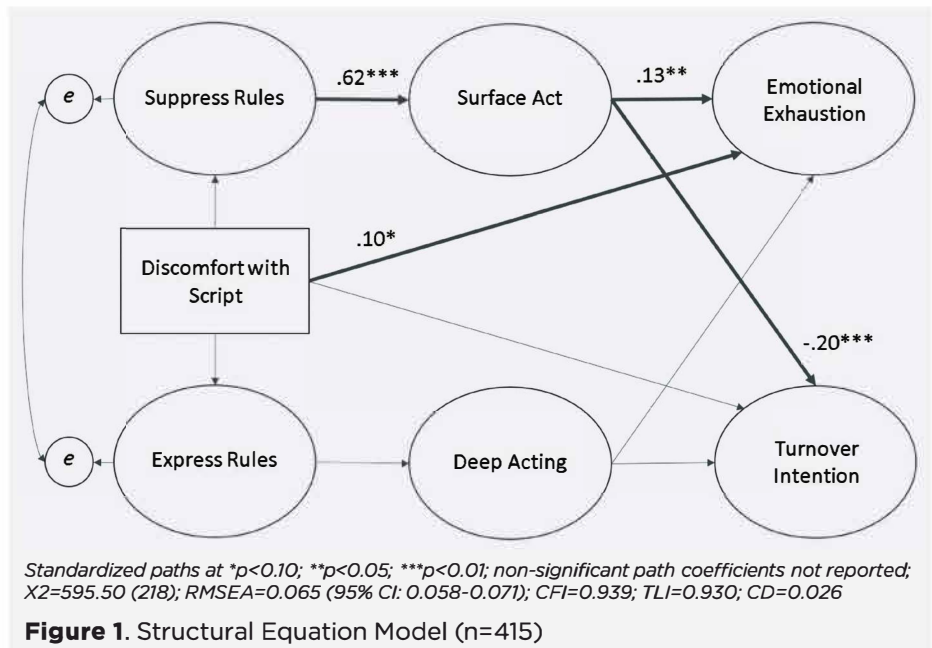 .62***
.13**
e
Suppress Rules
Surface Act
Emotional
Exhaustion
.10*
Discomfort with
Script
-.20***
e
Express Rules
Deep Acting
Turnover
Intention
Standardized paths at *p<0.10; **p<0.05; ***p<0.01; non-significant path coefficients not reported;
X2=595.50 (218); RMSEA=0.065 (95% CI: 0.058-0.071); CFI=0.939; TLI=0.930; CD=0.026
Figure 1. Structural Equation Model (n=415)